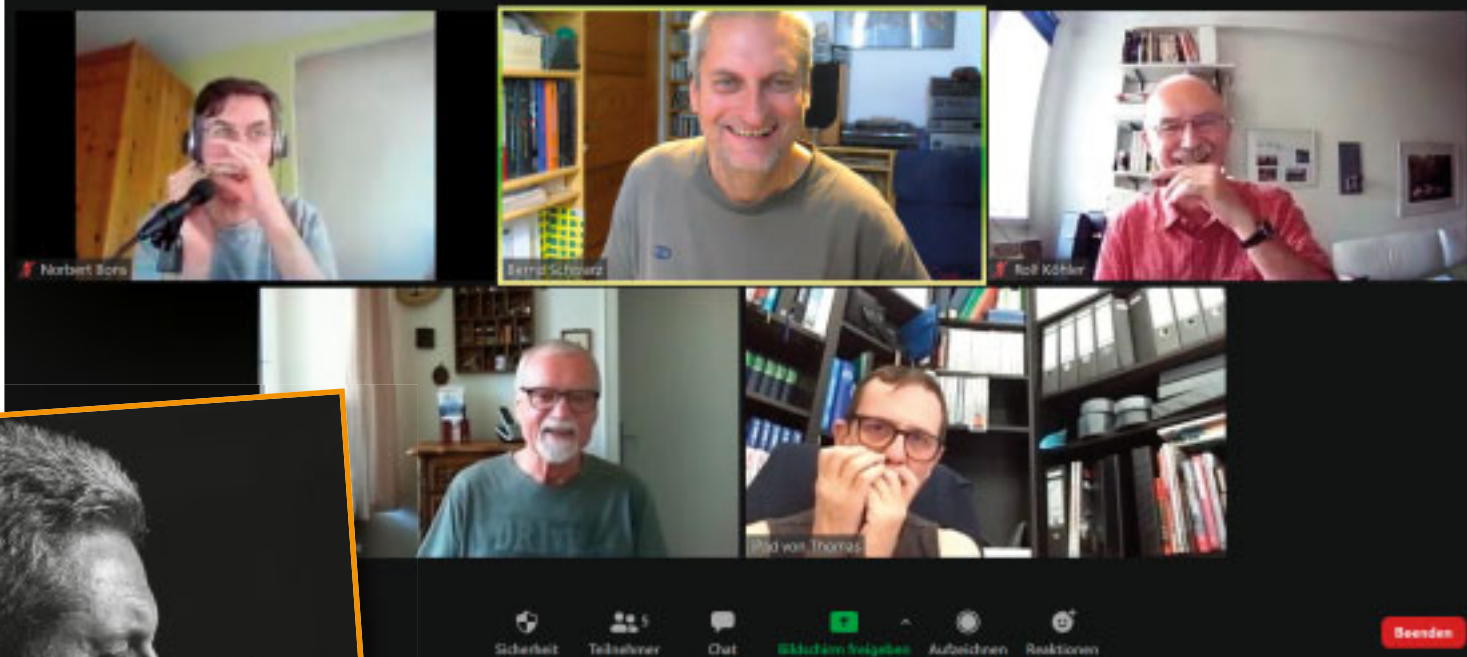 Norbert Bons
Bernd Schwarz
Rolf Köhler
iPad von Thomas
5
Sicherheit
Teilnehmer
Chat
Bildschirm freigeben
Aufzeichnen
Reaktionen
Beenden